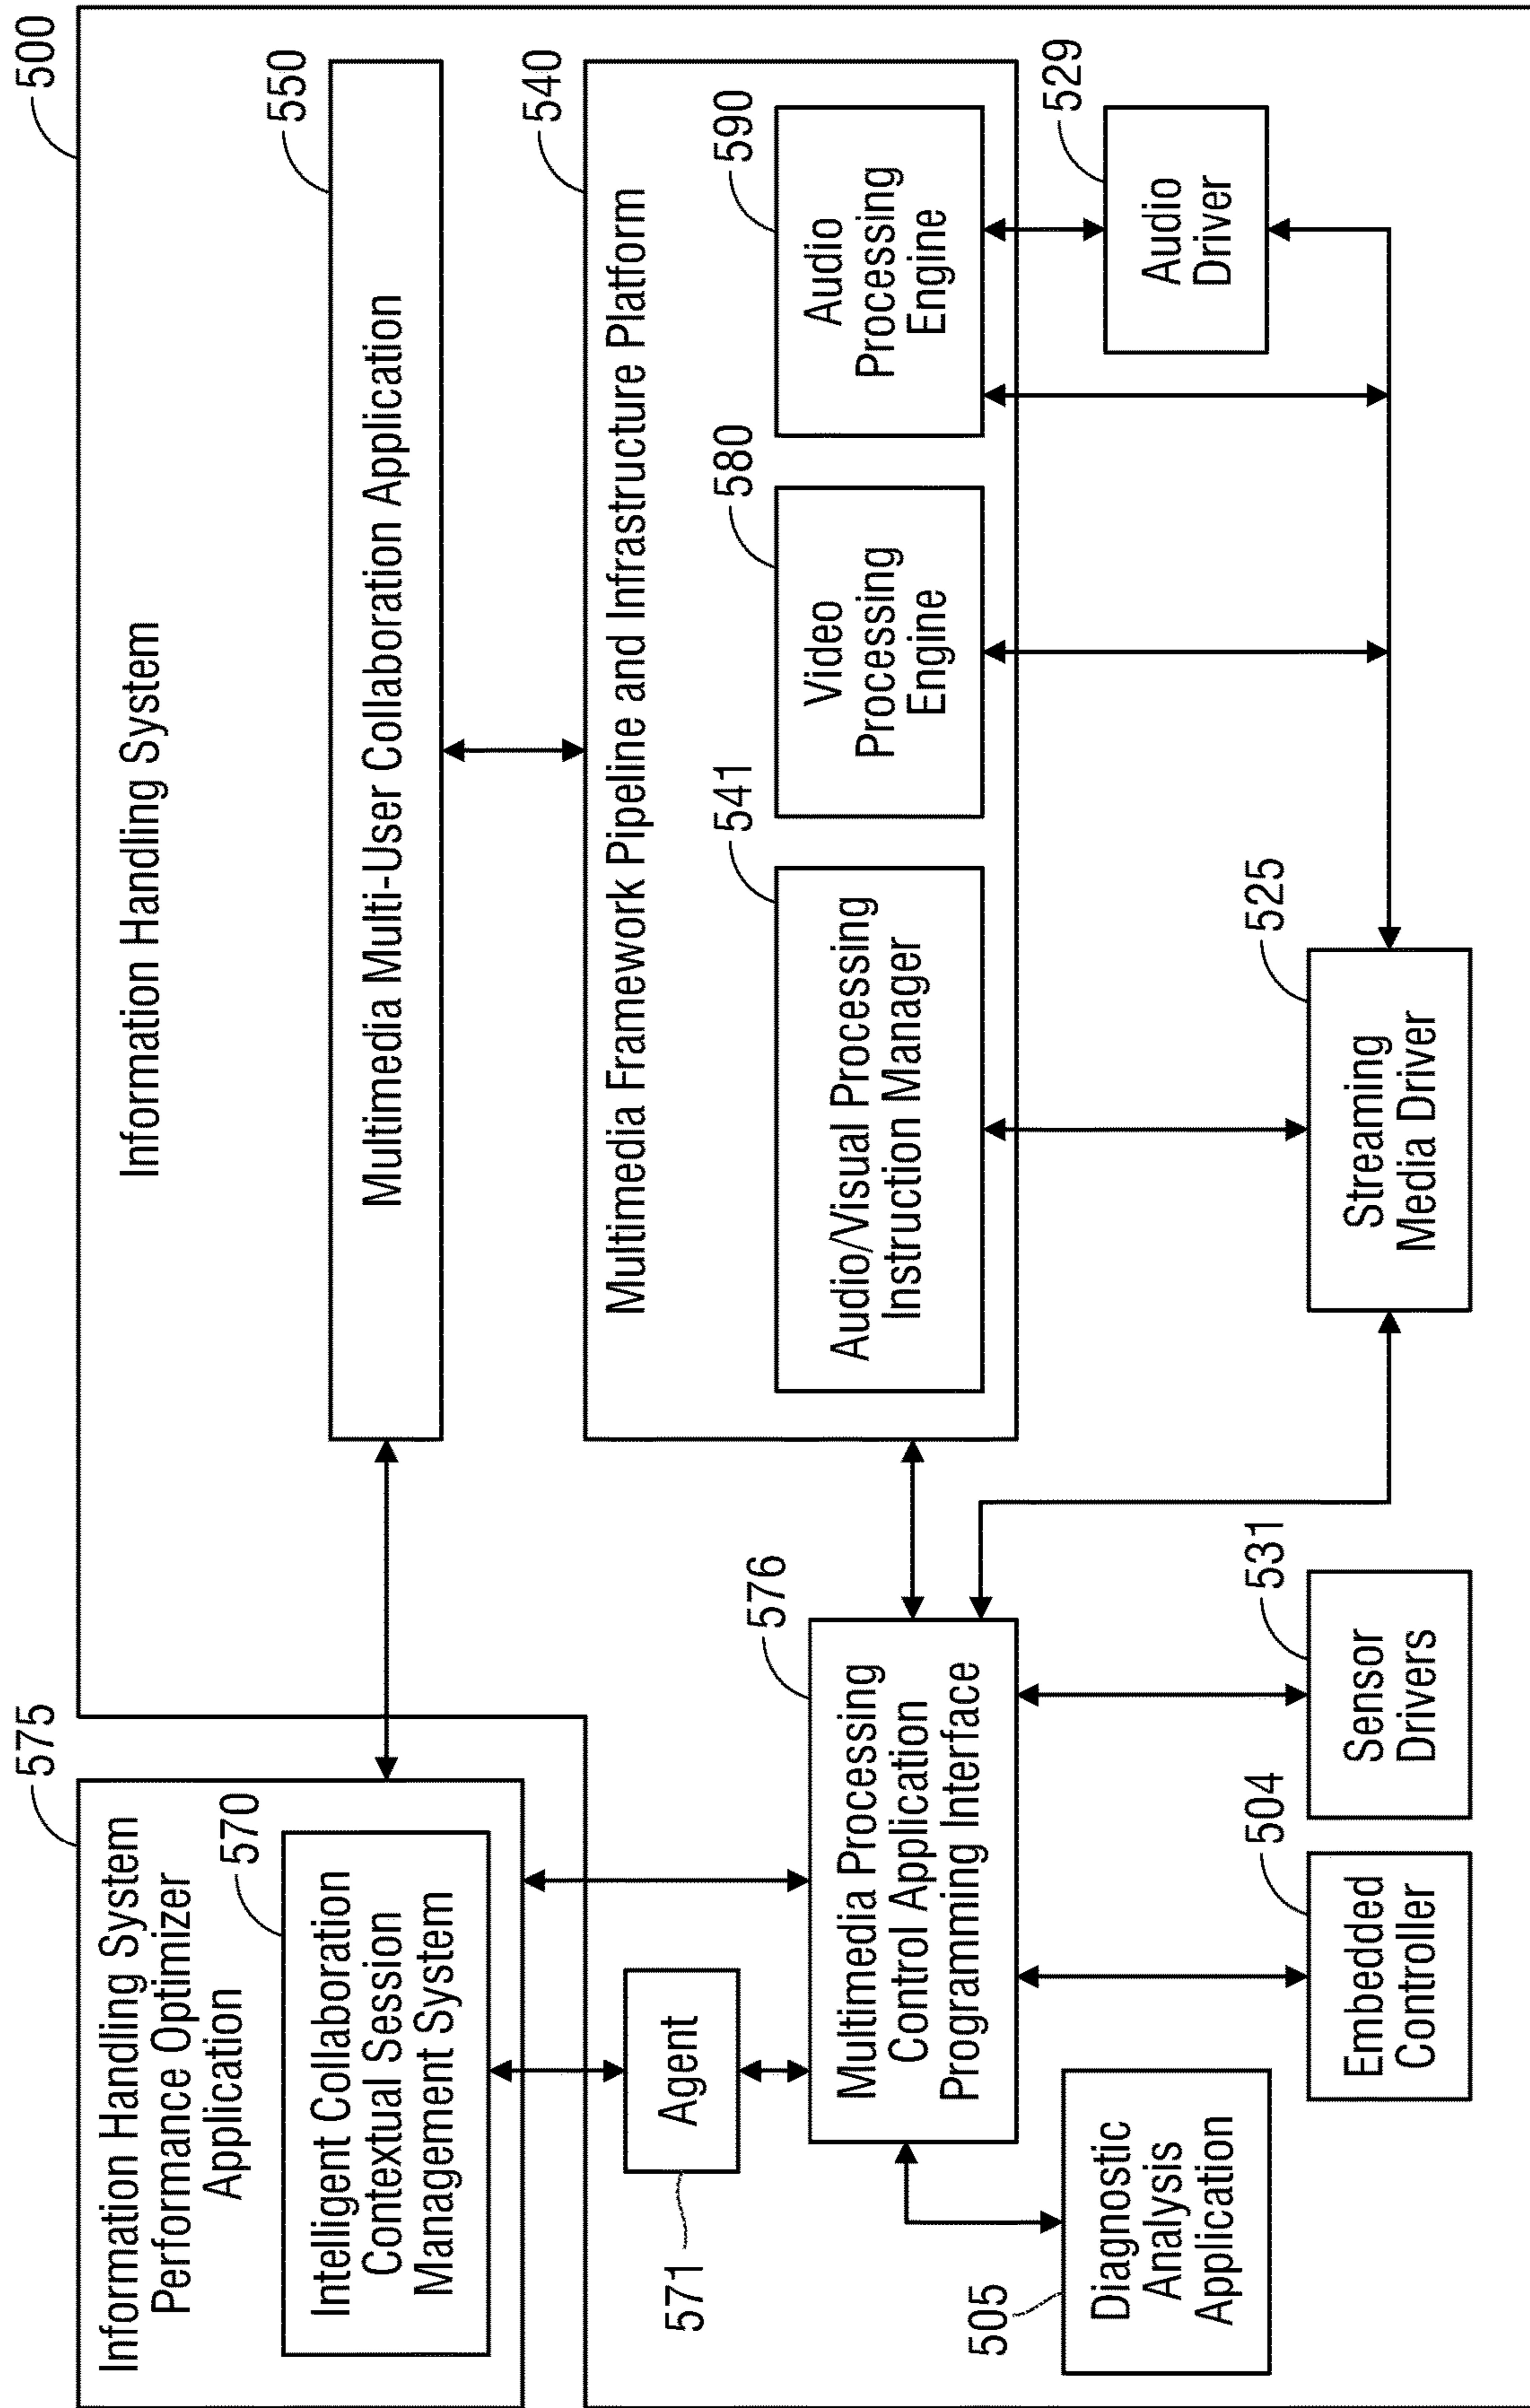 500
Information Handling System
575
Information Handling System
Performance Optimizer
Application
570
Intelligent Collaboration
Contextual Session
Management System
550
Multimedia Multi-User Collaboration Application
571
Agent
540
Multimedia Framework Pipeline and Infrastructure Platform
576
Multimedia Processing
Control Application
Programming Interface
541
Audio/Visual Processing
Instruction Manager
580
Video
Processing
Engine
590
Audio
Processing
Engine
505
Diagnostic
Analysis
Application
504
Embedded
Controller
531
Sensor
Drivers
525
Streaming
Media Driver
529
Audio
Driver